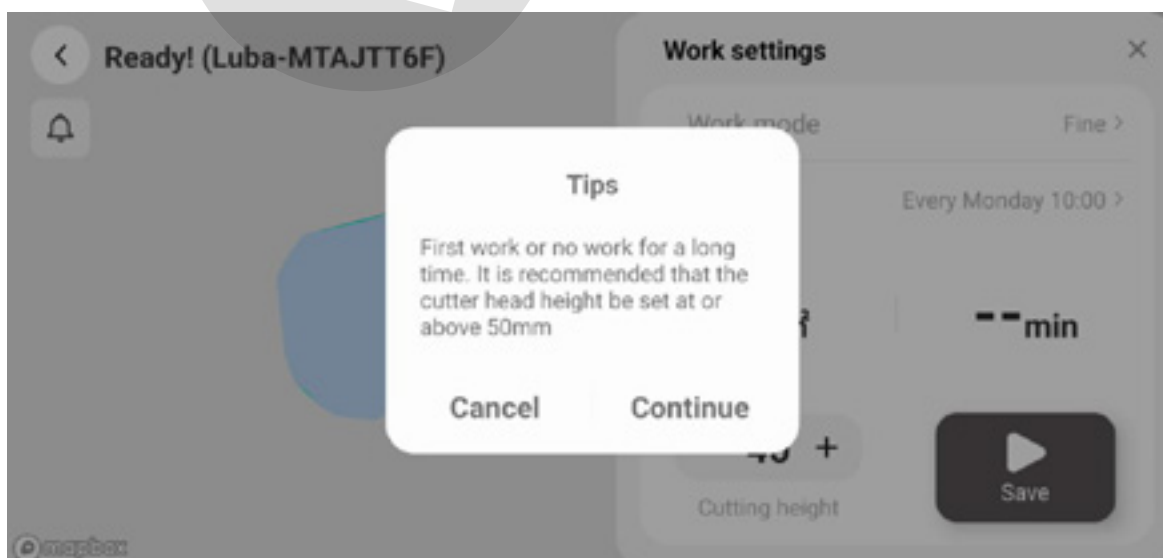 Ready! (Luba-MTAJTT6F)
Work settings
Work mode
Fine >
Every Monday 10:00 >
Tips
First work or no work for a long
time. It is recommended that the
cutter head height be set at or
above 50mm
Cancel
Continue
--min
+
Cutting height
Save
mapbox